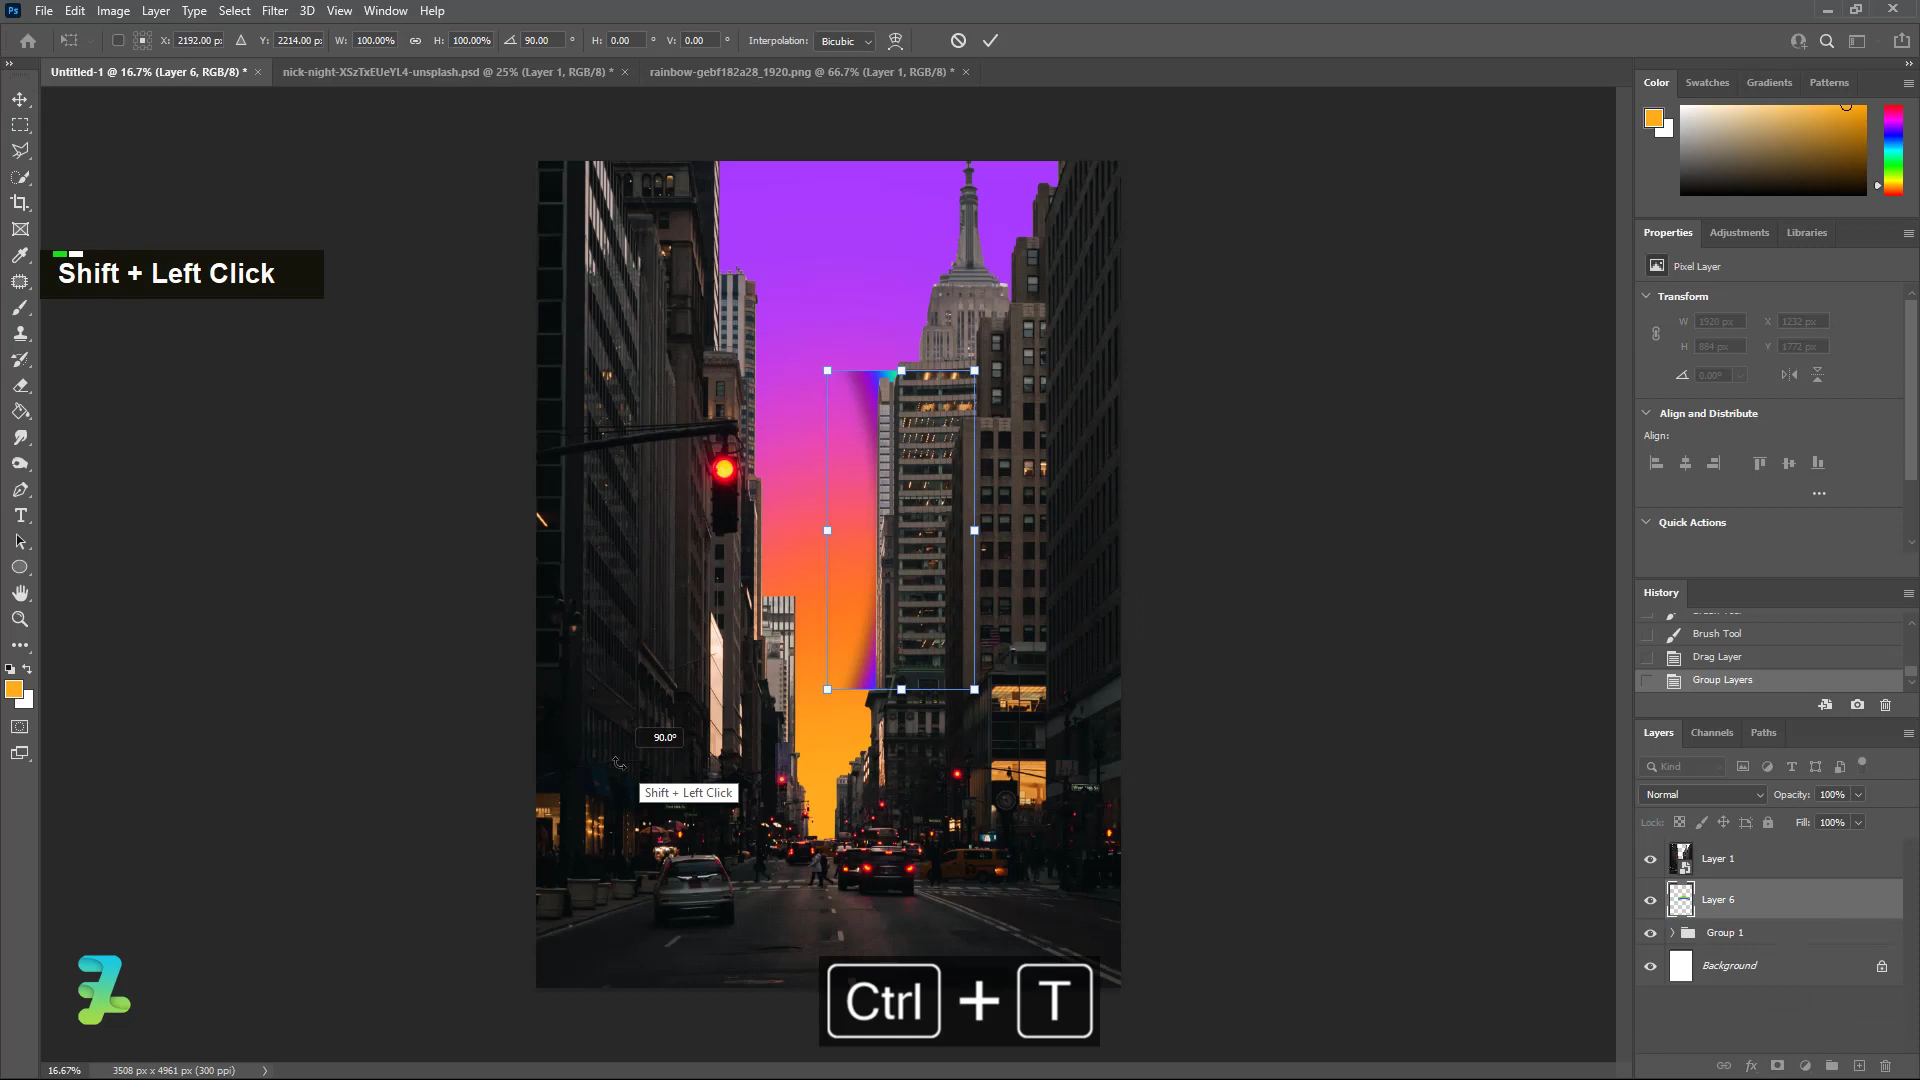 Ps File Edit Image Layer Type Select Filter 3D View Window Help
X: 2192.00 px Y: 2214.00 px W: 100.00% H: 100.00% 90.00 ° H: 0.00 ° V: 0.00 ° Interpolation: Bicubic
Untitled-1 @ 16.7% (Layer 6, RGB/8) * × nick-night-XSzTxEUeYL4-unsplash.psd @ 25% (Layer 1, RGB/8) * × rainbow-gebf182a28_1920.png @ 66.7% (Layer 1, RGB/8) * ×
Color Swatches Gradients Patterns
Properties Adjustments Libraries
Pixel Layer
Shift + Left Click
Transform
W 1920 px X 1232 px
H 884 px Y 1772 px
0.00°
Align and Distribute
Align:
Quick Actions
History
Brush Tool
Drag Layer
Group Layers
90.0°
Shift + Left Click
Layers Channels Paths
Kind
Normal Opacity: 100%
Lock: Fill: 100%
Layer 1
Layer 6
Group 1
Background
Ctrl + T
16.67% 3508 px x 4961 px (300 ppi)